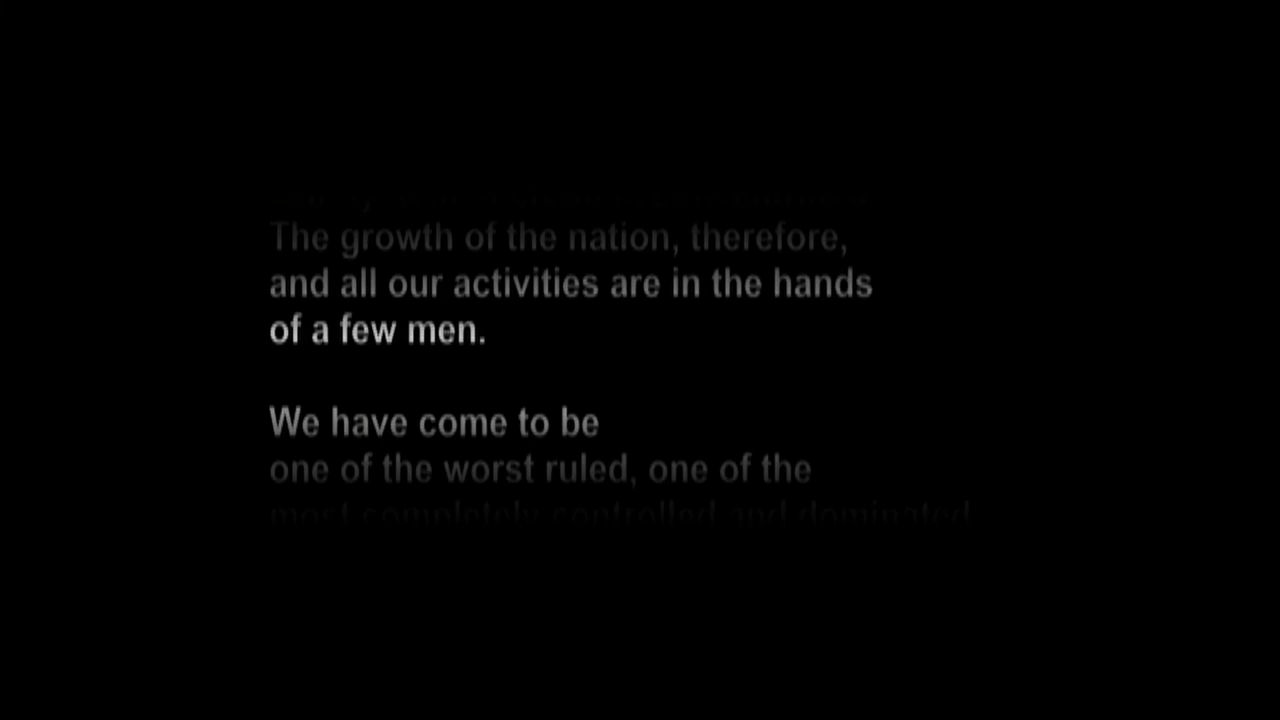 The growth of the nation, therefore,
and all our activities are in the hands
of a few men.
We have come to be
one of the worst ruled, one of the
most completely controlled and dominated